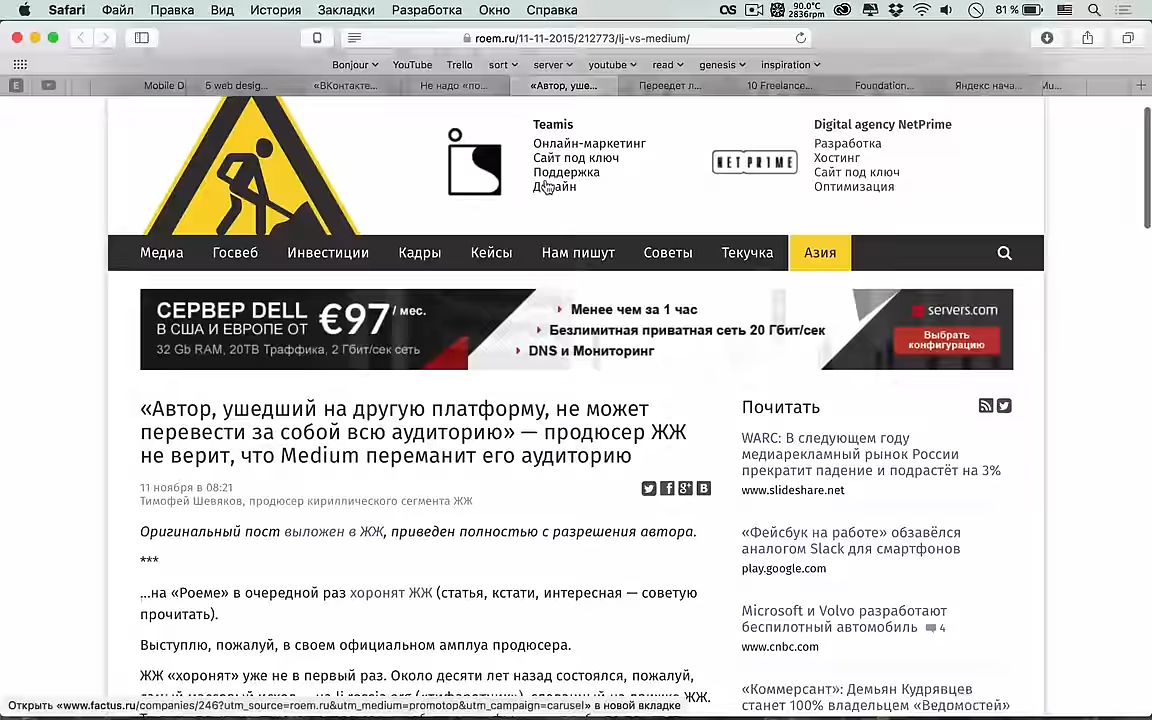 Safari Файл Правка Вид История Закладки Разработка Окно Справка 90.0°C 2836rpm 81 %
roem.ru/11-11-2015/212773/lj-vs-medium/
Bonjour YouTube Trello sort server youtube read genesis inspiration
E Mobile D 5 web desig... «ВКонтакте... Не надо «по... «Автор, уше... Переедет л... 10 Freelance... Foundation... Яндекс нача... Mu...
Teamis
Онлайн-маркетинг
Сайт под ключ
Поддержка
NETPRIME
Digital agency NetPrime
Разработка
Хостинг
Сайт под ключ
Оптимизация
Медиа Госвеб Инвестиции Кадры Кейсы Нам пишут Советы Текучка Азия
СЕРВЕР DELL
В США И ЕВРОПЕ ОТ €97 / мес.
32 Gb RAM, 20TB Траффика, 2 Гбит/сек сеть
Менее чем за 1 час
Безлимитная приватная сеть 20 Гбит/сек
DNS и Мониторинг
servers.com
Выбрать
конфигурацию
«Автор, ушедший на другую платформу, не может
перевести за собой всю аудиторию» — продюсер ЖЖ
не верит, что Medium переманит его аудиторию
11 ноября в 08:21
Тимофей Шевяков, продюсер кириллического сегмента ЖЖ
Оригинальный пост выложен в ЖЖ, приведен полностью с разрешения автора.
***
...на «Роеме» в очередной раз хоронят ЖЖ (статья, кстати, интересная — советую
прочитать).
Выступлю, пожалуй, в своем официальном амплуа продюсера.
ЖЖ «хоронят» уже не в первый раз. Около десяти лет назад состоялся, пожалуй,
Почитать
WARC: В следующем году
медиарекламный рынок России
прекратит падение и подрастёт на 3%
www.slideshare.net
«Фейсбук на работе» обзавёлся
аналогом Slack для смартфонов
play.google.com
Microsoft и Volvo разработают
беспилотный автомобиль 4
www.cnbc.com
«Коммерсант»: Демьян Кудрявцев
станет 100% владельцем «Ведомостей»
Открыть «www.factus.ru/companies/246?utm_source=roem.ru&utm_medium=promotop&utm_campaign=carusel» в новой вкладке